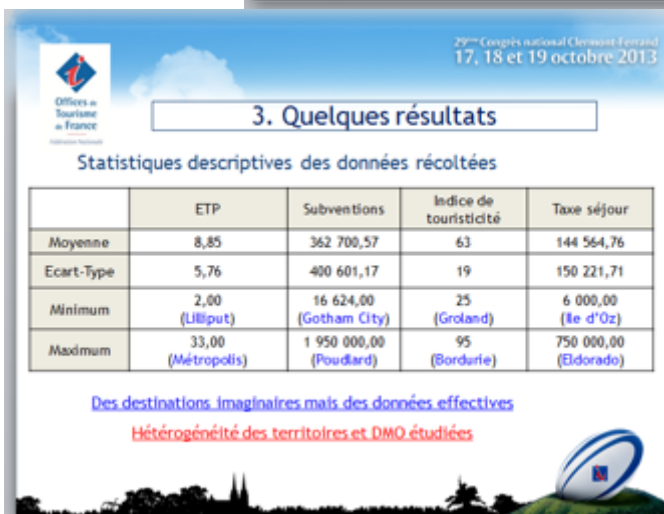 29ème Congrès national Clermont-Ferrand
17, 18 et 19 octobre 2013
Offices de
Tourisme
de France
Fédération Nationale
3. Quelques résultats
Statistiques descriptives des données récoltées
ETP Subventions Indice de touristicité Taxe séjour
Moyenne 8,85 362 700,57 63 144 564,76
Ecart-Type 5,76 400 601,17 19 150 221,71
Minimum 2,00 (Lilliput) 16 624,00 (Gotham City) 25 (Groland) 6 000,00 (Ile d'Oz)
Maximum 33,00 (Métropolis) 1 950 000,00 (Poudlard) 95 (Bordurie) 750 000,00 (Eldorado)
Des destinations imaginaires mais des données effectives
Hétérogénéité des territoires et DMO étudiées